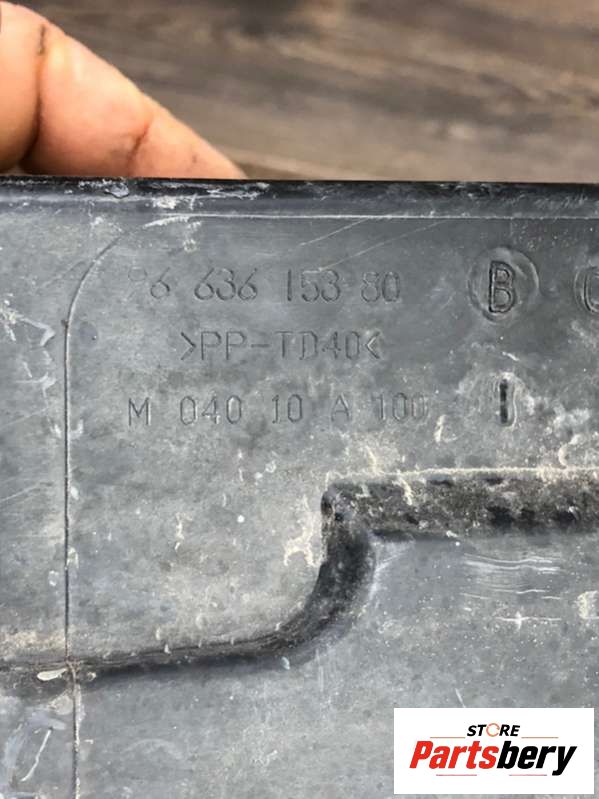 96 636 153 80 B
>PP-TD40<
M 040 10 A 100 I
STORE
Partsbery